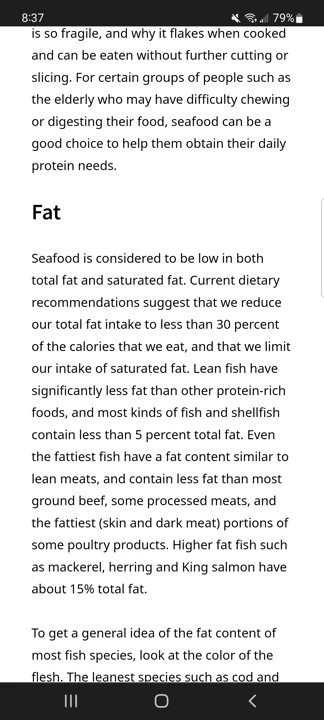 8:37
79%
is so fragile, and why it flakes when cooked
and can be eaten without further cutting or
slicing. For certain groups of people such as
the elderly who may have difficulty chewing
or digesting their food, seafood can be a
good choice to help them obtain their daily
protein needs.
Fat
Seafood is considered to be low in both
total fat and saturated fat. Current dietary
recommendations suggest that we reduce
our total fat intake to less than 30 percent
of the calories that we eat, and that we limit
our intake of saturated fat. Lean fish have
significantly less fat than other protein-rich
foods, and most kinds of fish and shellfish
contain less than 5 percent total fat. Even
the fattiest fish have a fat content similar to
lean meats, and contain less fat than most
ground beef, some processed meats, and
the fattiest (skin and dark meat) portions of
some poultry products. Higher fat fish such
as mackerel, herring and King salmon have
about 15% total fat.
To get a general idea of the fat content of
most fish species, look at the color of the
flesh. The leanest species such as cod and